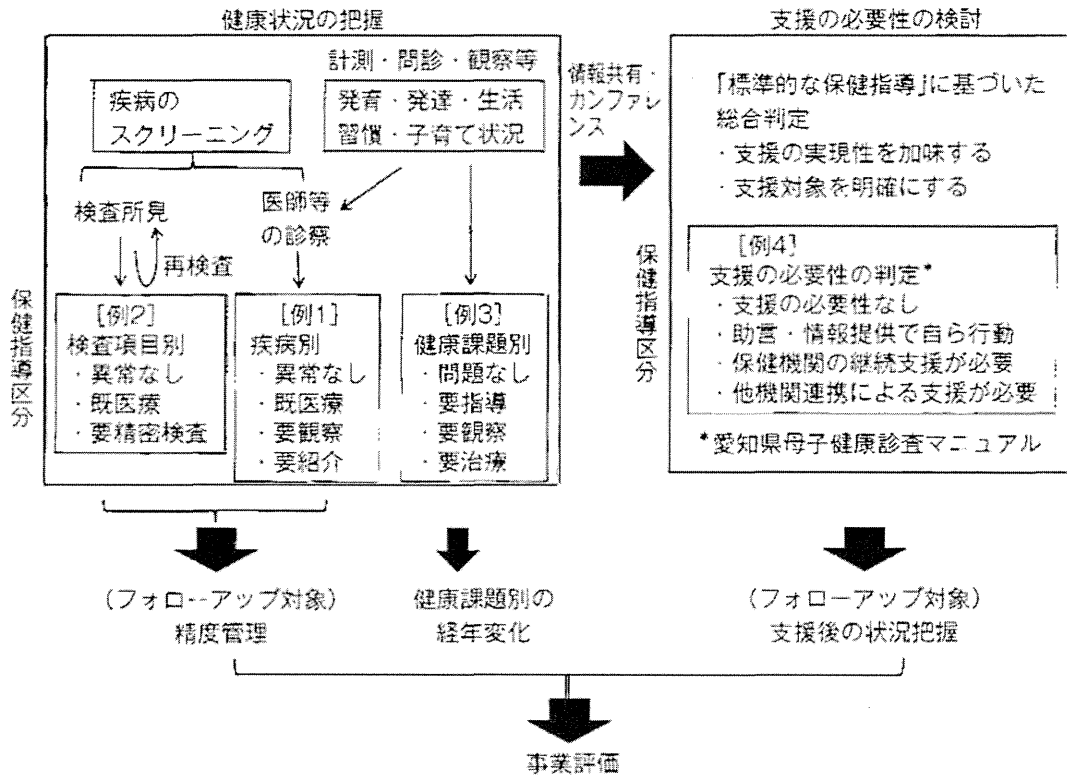 健康状況の把握
支援の必要性の検討
計測・問診・観察等
疾病の
スクリーニング
発育・発達・生活
習慣・子育て状況
情報共有・
カンファレ
ンス
「標準的な保健指導」に基づいた
総合判定
・支援の実現性を加味する
・支援対象を明確にする
検査所見
医師等
の診察
再検査
保健指導区分
[例2]
検査項目別
・異常なし
・既医療
・要精密検査
[例1]
疾病別
・異常なし
・既医療
・要観察
・要紹介
[例3]
健康課題別
・問題なし
・要指導
・要観察
・要治療
保健指導区分
[例4]
支援の必要性の判定*
・支援の必要性なし
・助言・情報提供で自ら行動
・保健機関の継続支援が必要
・他機関連携による支援が必要
*愛知県母子健康診査マニュアル
(フォローアップ対象)
精度管理
健康課題別の
経年変化
(フォローアップ対象)
支援後の状況把握
事業評価